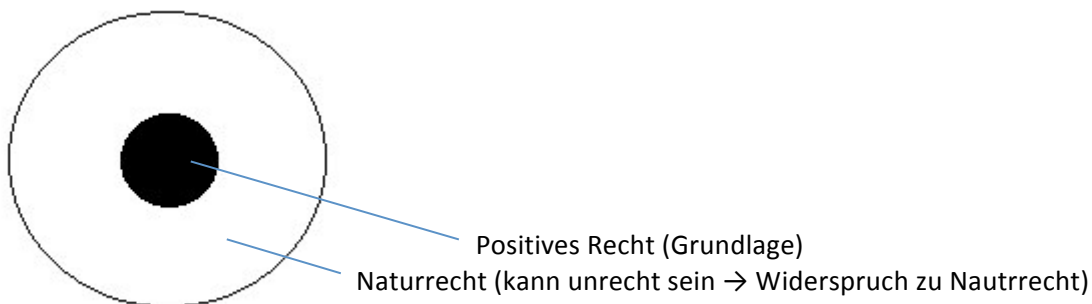 Positives Recht (Grundlage)
Naturrecht (kann unrecht sein → Widerspruch zu Nautrrecht)